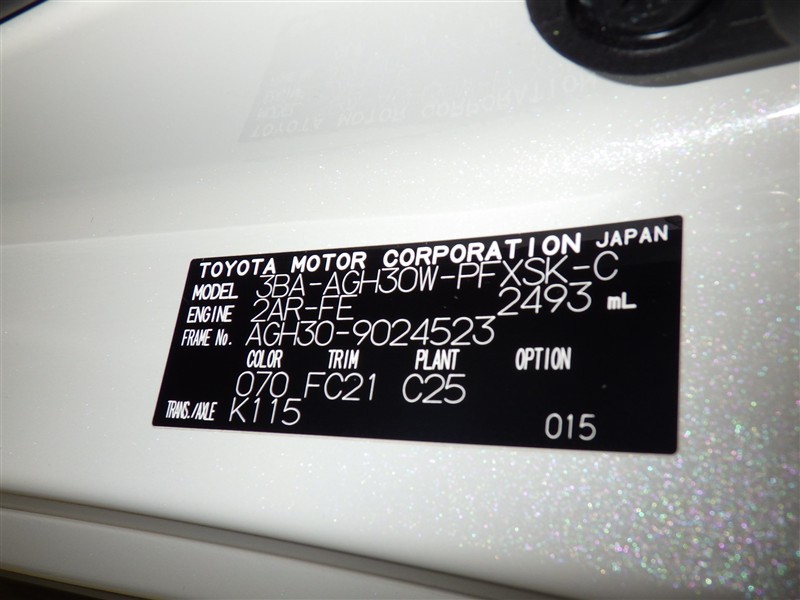 TOYOTA MOTOR CORPORATION JAPAN
MODEL 3BA-AGH30W-PFXSK-C
ENGINE 2AR-FE 2493 mL
FRAME No. AGH30-9024523
COLOR TRIM PLANT OPTION
070 FC21 C25
TRANS./AXLE K115
015